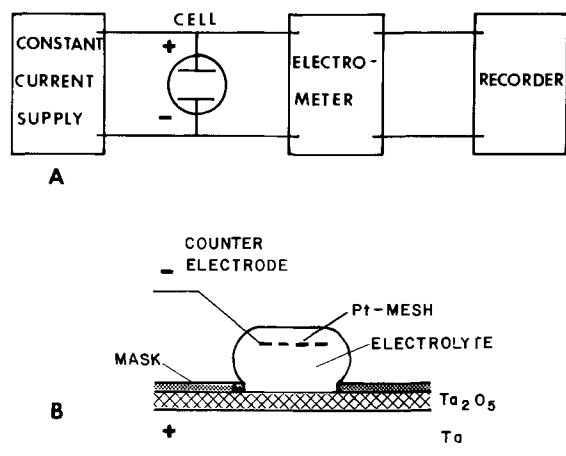 CELL
CONSTANT
CURRENT
SUPPLY
+
-
ELECTRO-
METER
RECORDER
A
COUNTER
ELECTRODE
-
Pt-MESH
ELECTROLYTE
MASK
Ta2O5
B
+
Ta